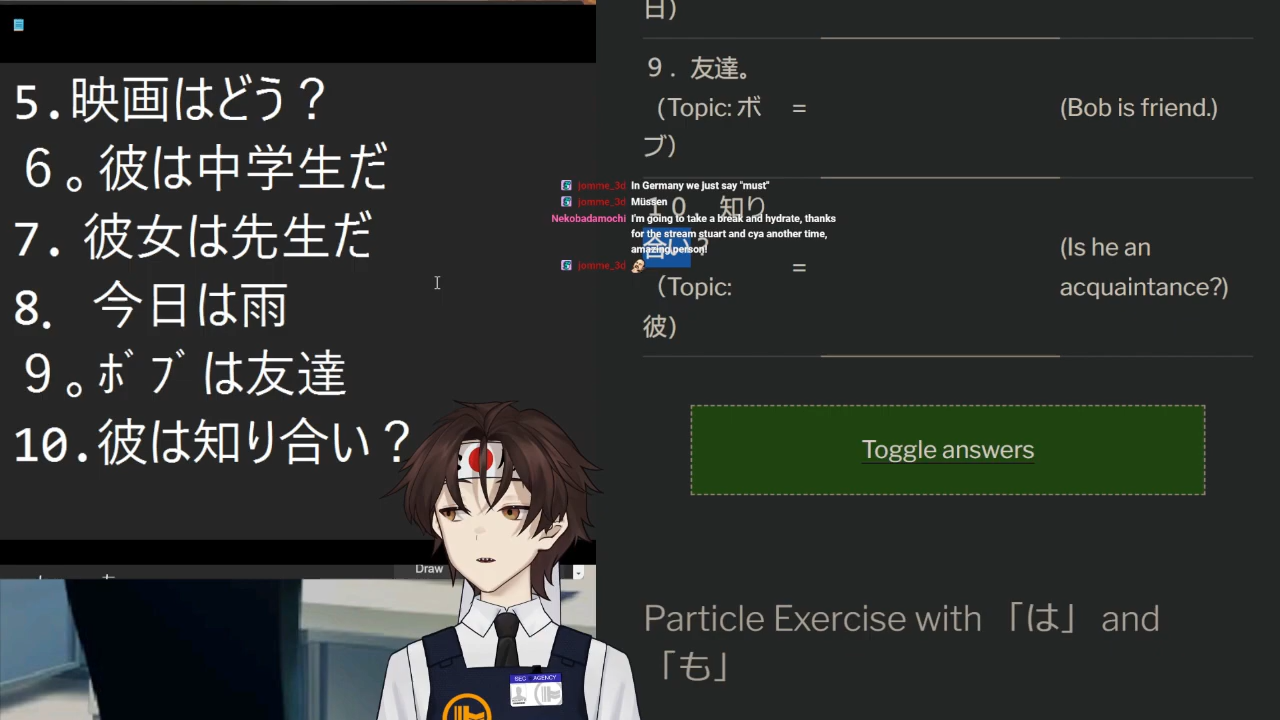 5.映画はどう？
６。彼は中学生だ
7. 彼女は先生だ
8. 今日は雨
９。ﾎﾞﾌﾞは友達
10.彼は知り合い？
Draw
SEC AGENCY
日)
９. 友達。
(Topic: ボ
ブ)
=
(Bob is friend.)
jomme_3d In Germany we just say "must"
jomme_3d Müssen
Nekobadamochi I'm going to take a break and hydrate, thanks
for the stream stuart and cya another time,
amazing person!
jomme_3d
１０ 知り
合い？
(Topic:
彼)
=
(Is he an
acquaintance?)
Toggle answers
Particle Exercise with 「は」 and
「も」